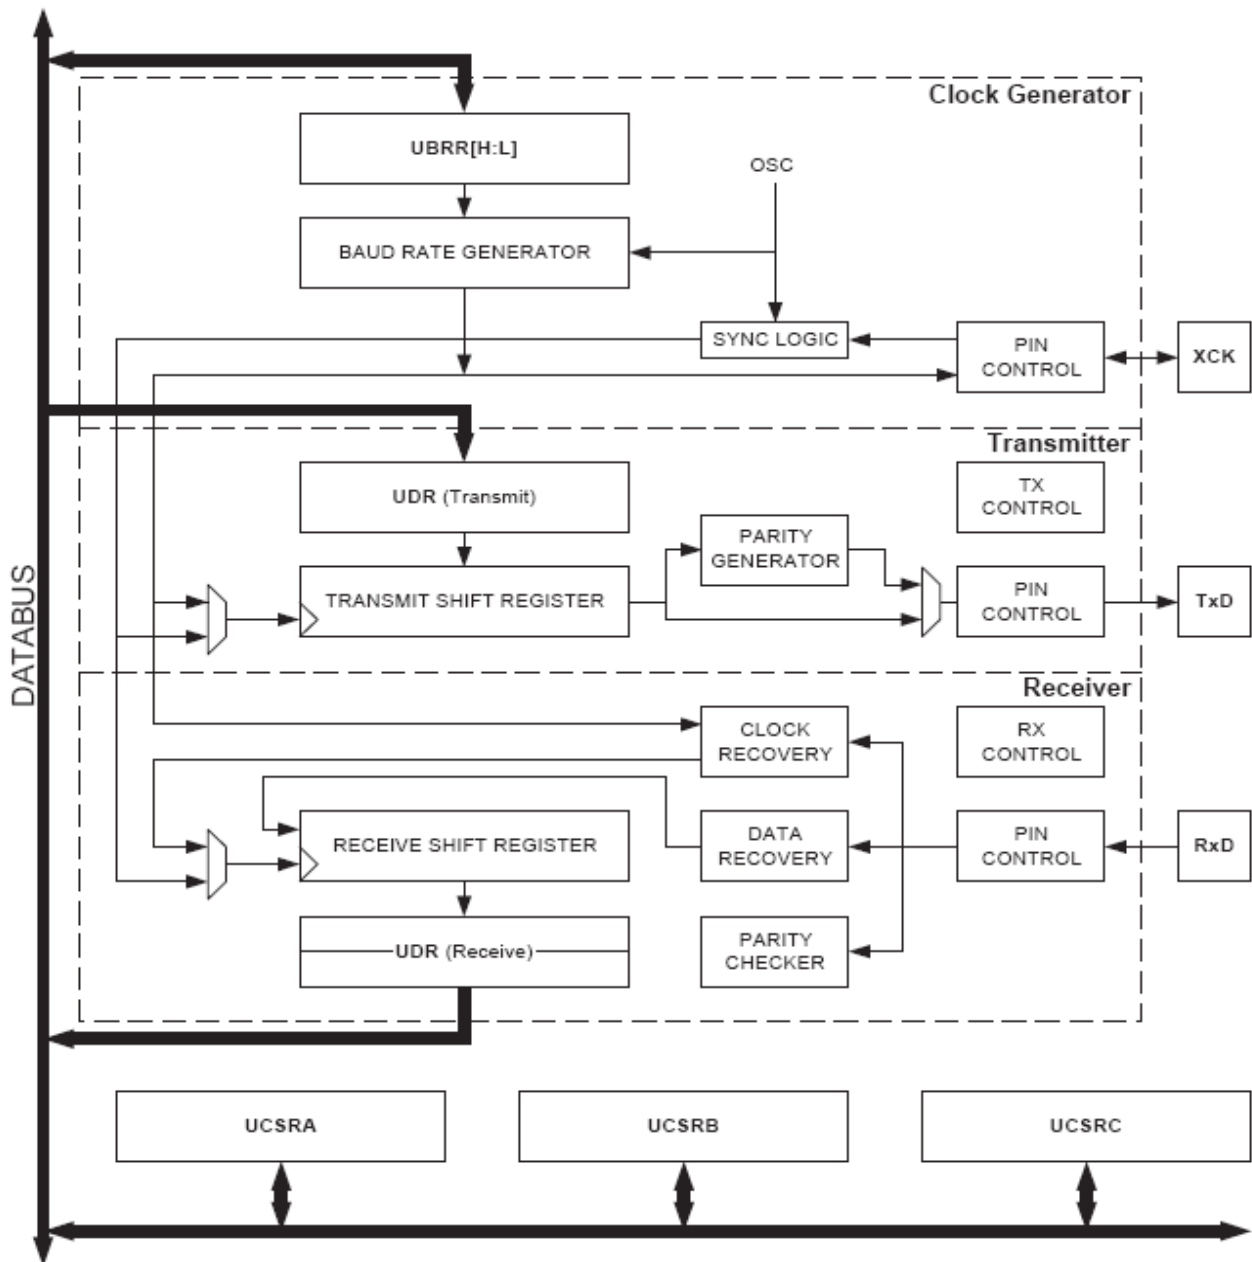 Clock Generator
UBRR[H:L]
OSC
BAUD RATE GENERATOR
SYNC LOGIC
PIN
CONTROL
XCK
Transmitter
UDR (Transmit)
TX
CONTROL
PARITY
GENERATOR
TRANSMIT SHIFT REGISTER
PIN
CONTROL
TxD
DATABUS
Receiver
CLOCK
RECOVERY
RX
CONTROL
RECEIVE SHIFT REGISTER
DATA
RECOVERY
PIN
CONTROL
RxD
UDR (Receive)
PARITY
CHECKER
UCSRA
UCSRB
UCSRC